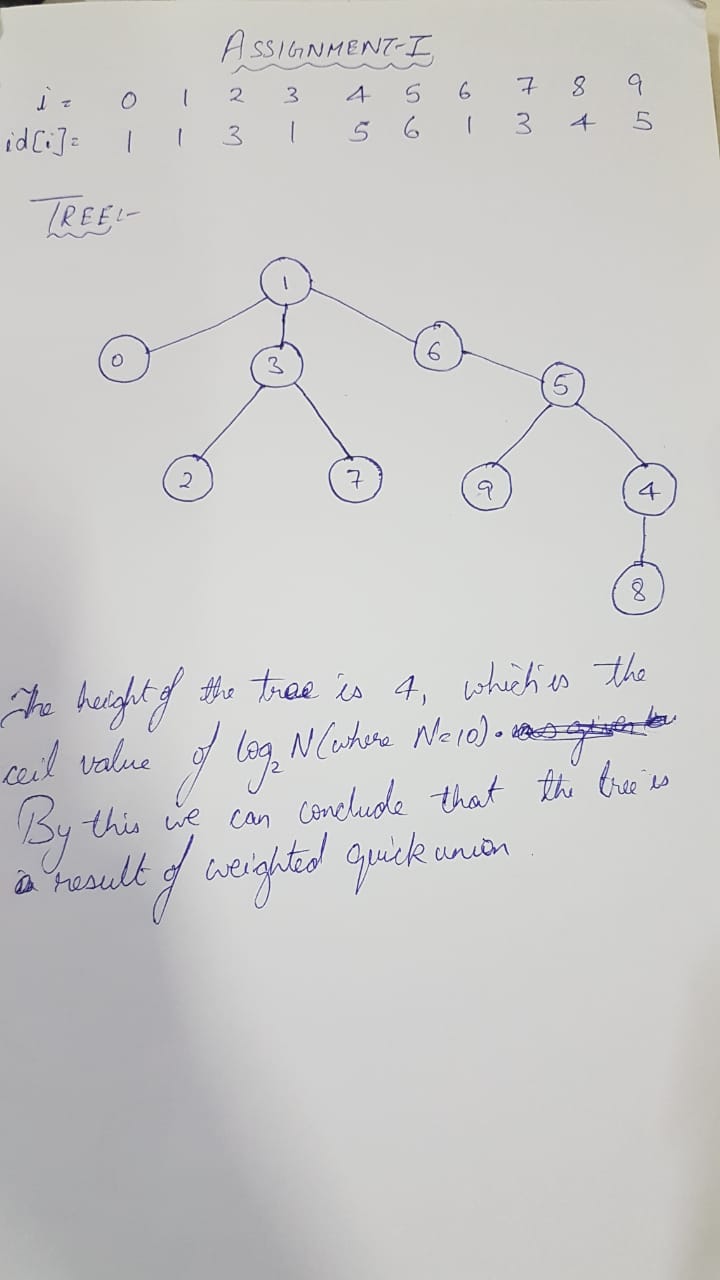 ASSIGNMENT-I
i = 0 1 2 3 4 5 6 7 8 9
id[i]= 1 1 3 1 5 6 1 3 4 5
TREE:-
1
0 3 6 5
2 7 9 4
8
The height of the tree is 4, which is the
ceil value of log₂ N (where N=10).
By this we can conclude that the tree is
a result of weighted quick union.